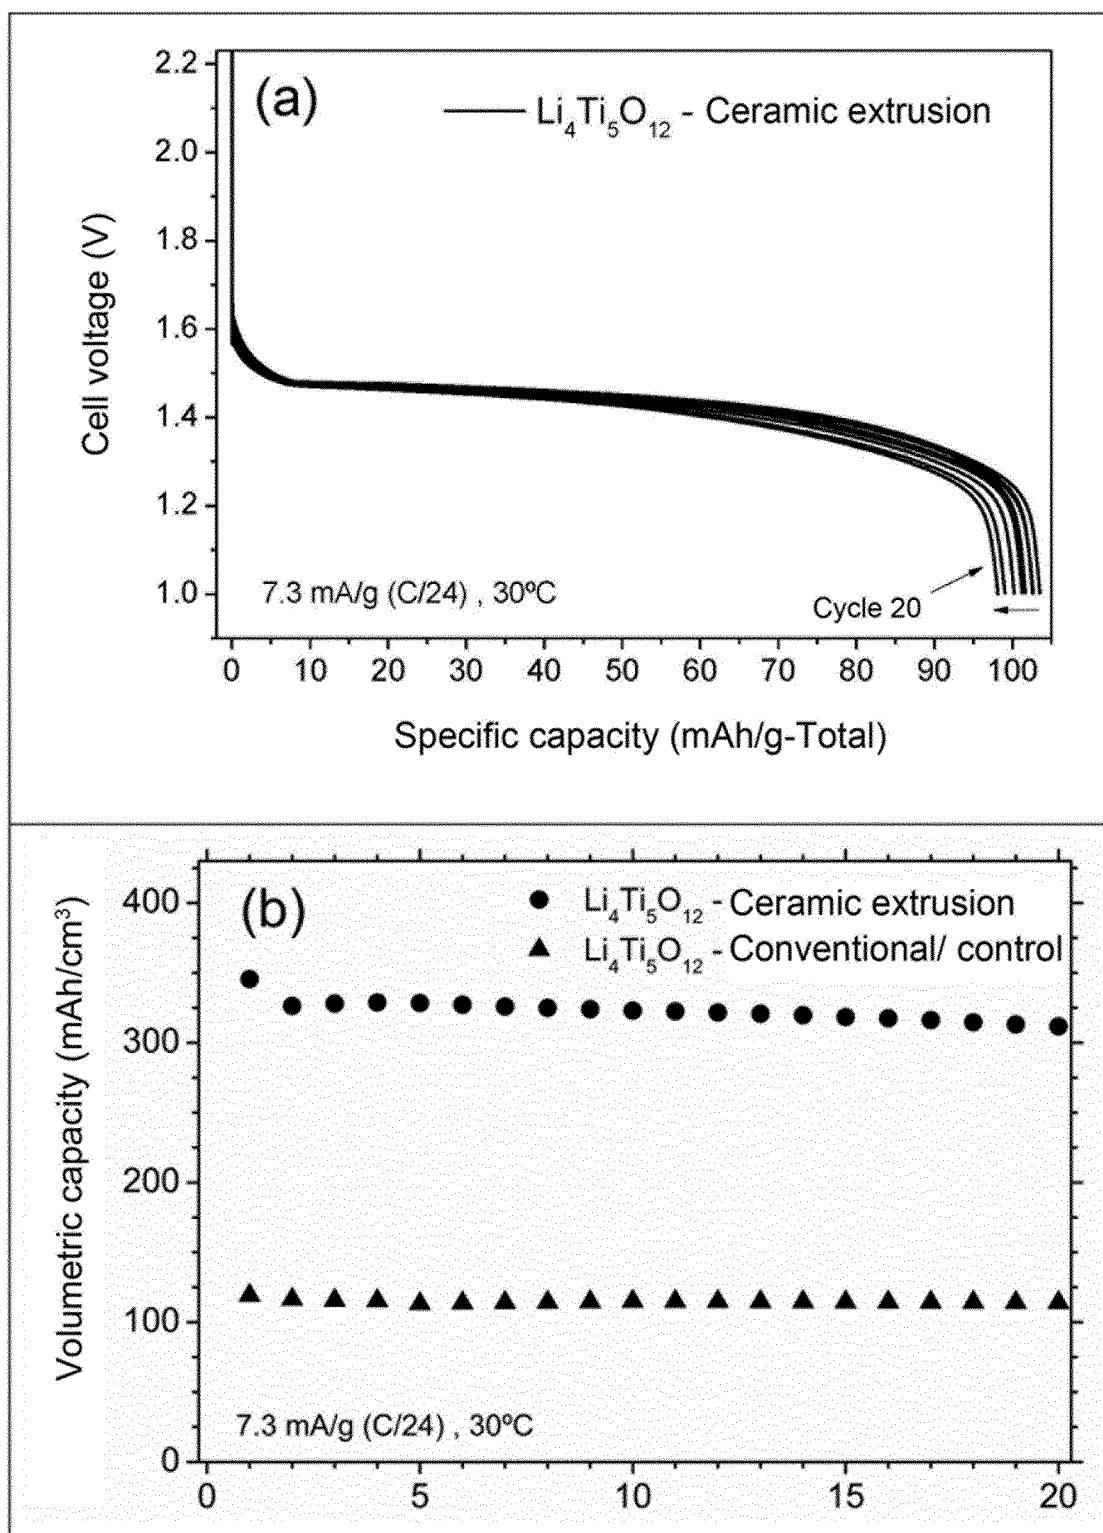 (a)
Li₄Ti₅O₁₂ - Ceramic extrusion
2.2
2.0
1.8
1.6
1.4
1.2
1.0
Cell voltage (V)
7.3 mA/g (C/24) , 30ºC
Cycle 20
0 10 20 30 40 50 60 70 80 90 100
Specific capacity (mAh/g-Total)
(b)
Li₄Ti₅O₁₂ - Ceramic extrusion
Li₄Ti₅O₁₂ - Conventional/ control
400
300
200
100
0
Volumetric capacity (mAh/cm³)
7.3 mA/g (C/24) , 30ºC
0 5 10 15 20